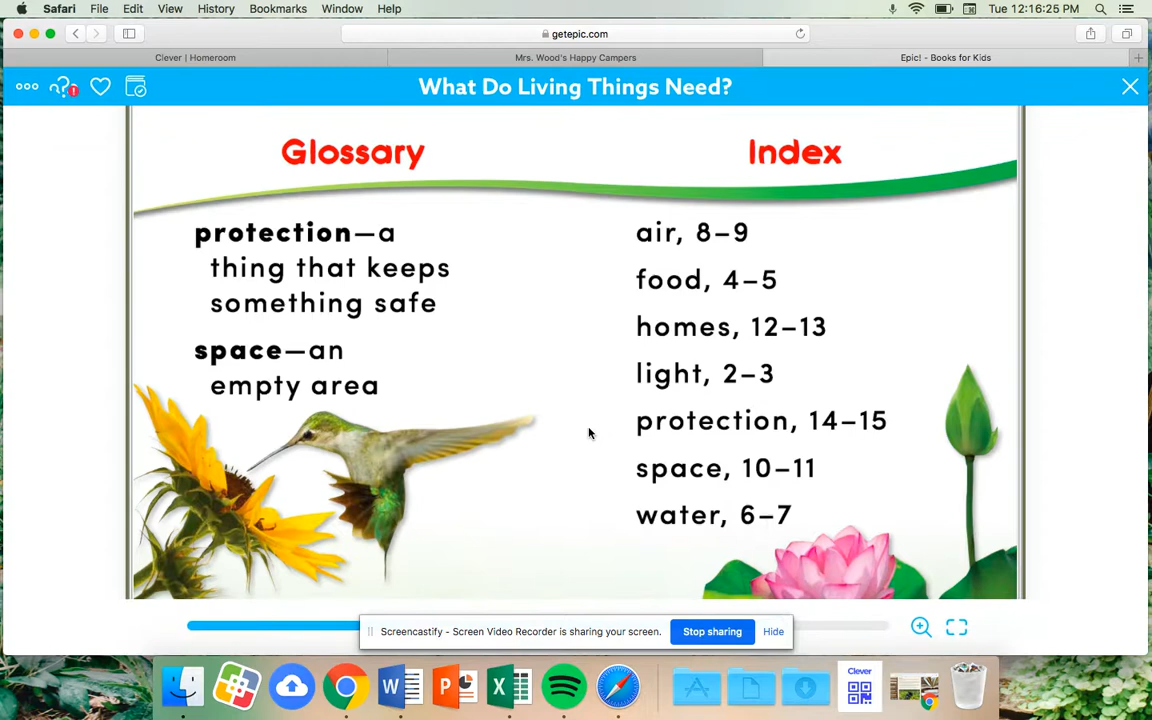 Safari File Edit View History Bookmarks Window Help Tue 12:16:25 PM
getepic.com
Clever | Homeroom Mrs. Wood's Happy Campers Epic! - Books for Kids
What Do Living Things Need?
Glossary
protection—a
thing that keeps
something safe
space—an
empty area
Index
air, 8–9
food, 4–5
homes, 12–13
light, 2–3
protection, 14–15
space, 10–11
water, 6–7
Screencastify - Screen Video Recorder is sharing your screen. Stop sharing Hide
Clever